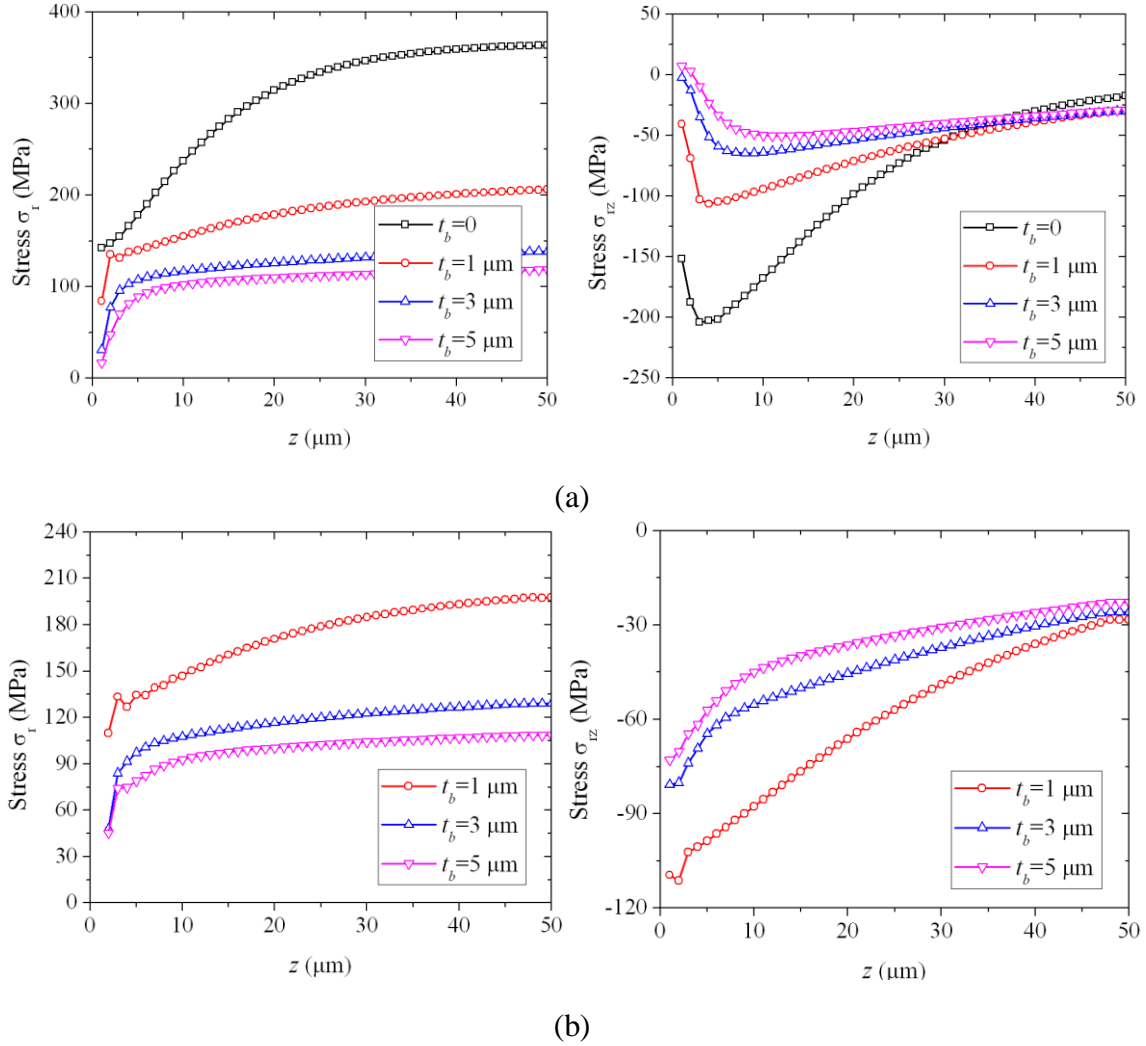 400
300
200
100
0
Stress σr (MPa)
0 10 20 30 40 50
z (μm)
tb=0
tb=1 μm
tb=3 μm
tb=5 μm
50
0
-50
-100
-150
-200
-250
Stress σrz (MPa)
0 10 20 30 40 50
z (μm)
tb=0
tb=1 μm
tb=3 μm
tb=5 μm
(a)
240
210
180
150
120
90
60
30
0
Stress σr (MPa)
0 10 20 30 40 50
z (μm)
tb=1 μm
tb=3 μm
tb=5 μm
0
-30
-60
-90
-120
Stress σrz (MPa)
0 10 20 30 40 50
z (μm)
tb=1 μm
tb=3 μm
tb=5 μm
(b)